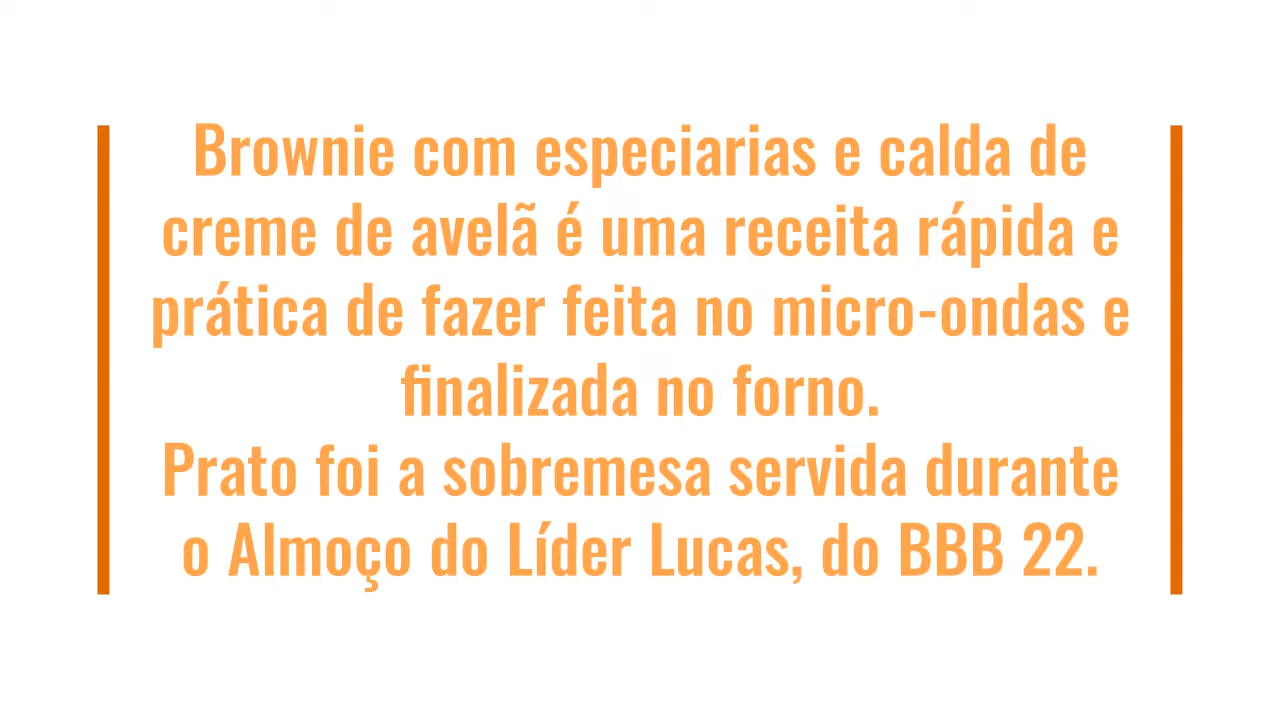 Brownie com especiarias e calda de
creme de avelã é uma receita rápida e
prática de fazer feita no micro-ondas e
finalizada no forno.
Prato foi a sobremesa servida durante
o Almoço do Líder Lucas, do BBB 22.